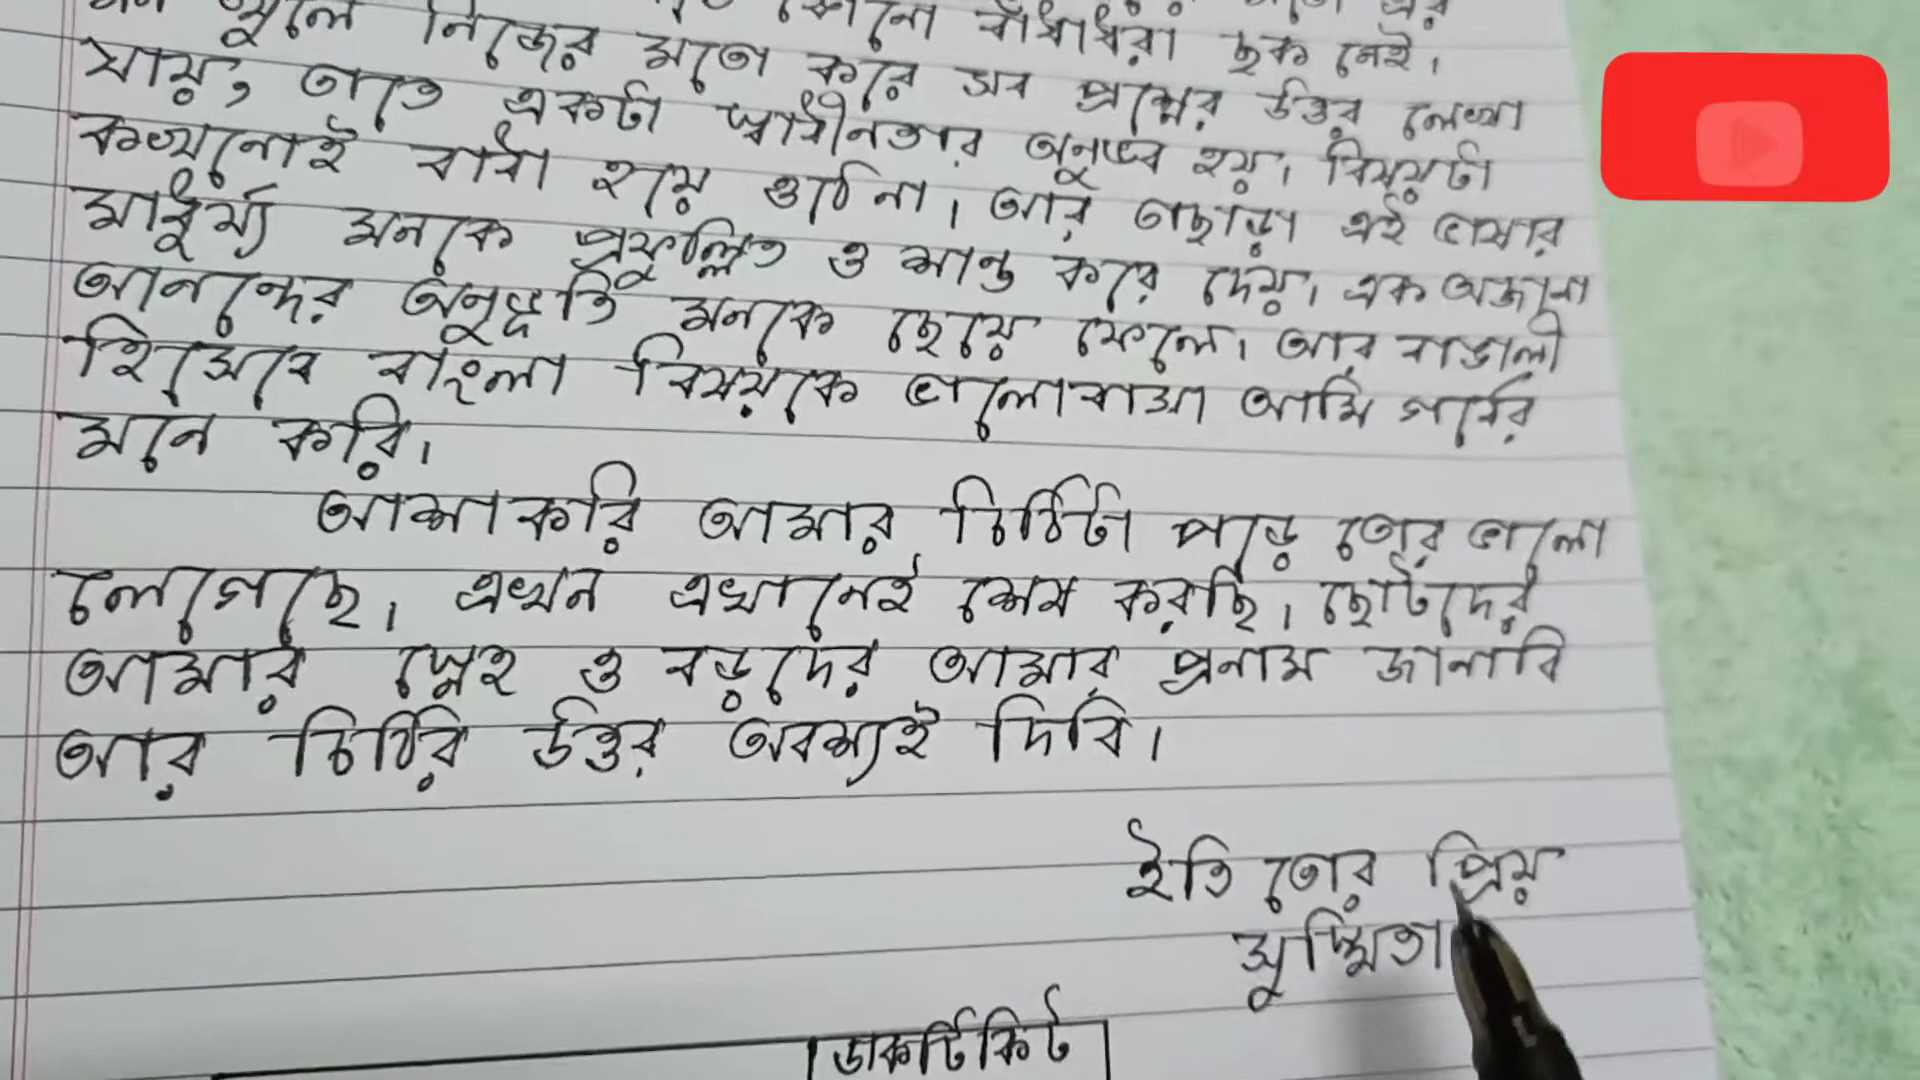 খুলে নিজের মতো করে সব প্রশ্নের উত্তর লেখা
কোনো বাঁধাধরা ছক নেই।
যায়, তাতে একটা স্বাধীনতার অনুভব হয়। বিষয়টা
কখনোই বাধা হয়ে ওঠেনা। আর তাছাড়া এই ভাষার
মাধুর্য্য মনকে প্রফুল্লিত ও শান্ত করে দেয়। এক অজানা
আনন্দের অনুভূতি মনকে ছেয়ে ফেলে। আর বাঙালী
হিসেবে বাংলা বিষয়কে ভালোবাসা আমি গর্বের
মনে করি।
আশাকরি আমার চিঠিটা পড়ে তোর ভালো
লেগেছে। এখন এখানেই শেষ করছি। ছোটদের
আমার স্নেহ ও বড়দের আমার প্রনাম জানাবি
আর চিঠির উত্তর অবশ্যই দিবি।
ইতি তোর প্রিয়
সুস্মিতা
ডাকটিকিট